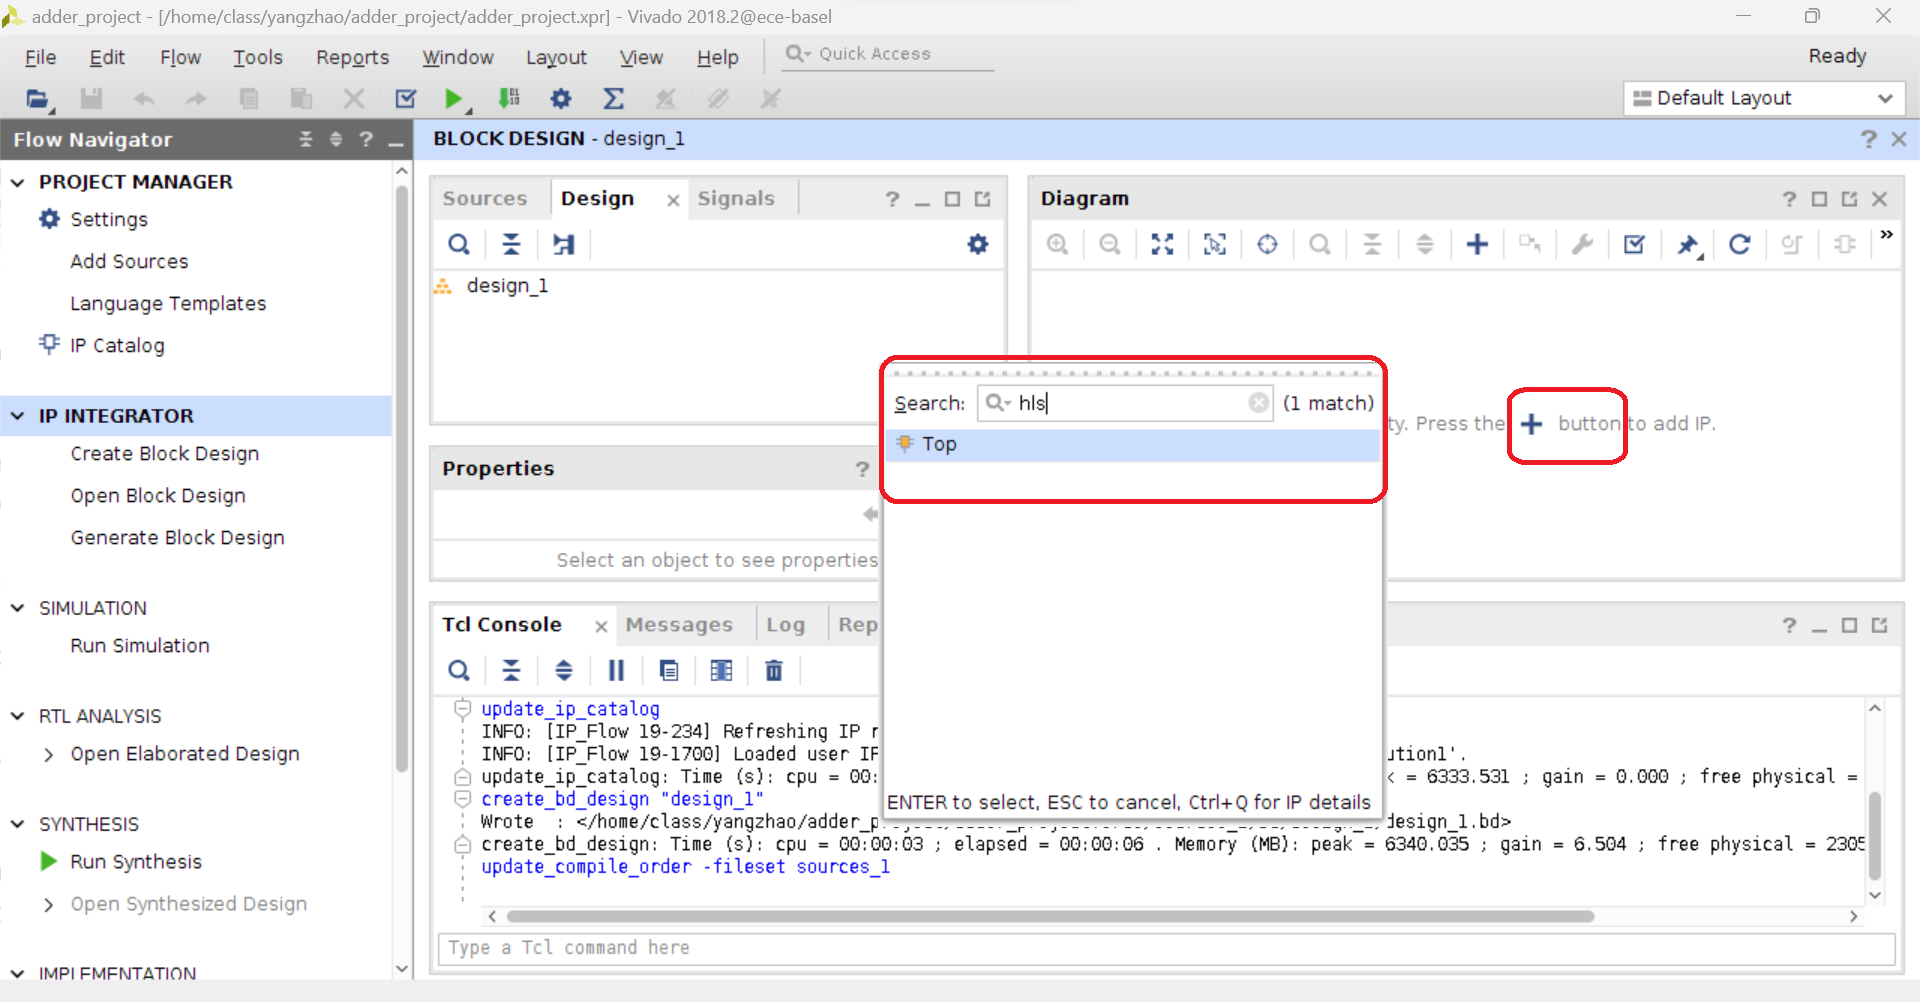 adder_project - [/home/class/yangzhao/adder_project/adder_project.xpr] - Vivado 2018.2@ece-basel
File Edit Flow Tools Reports Window Layout View Help Quick Access Ready
Default Layout
Flow Navigator
PROJECT MANAGER
Settings
Add Sources
Language Templates
IP Catalog
IP INTEGRATOR
Create Block Design
Open Block Design
Generate Block Design
SIMULATION
Run Simulation
RTL ANALYSIS
Open Elaborated Design
SYNTHESIS
Run Synthesis
Open Synthesized Design
IMPLEMENTATION
BLOCK DESIGN - design_1
Sources Design Signals
design_1
Properties
Select an object to see properties
Diagram
ty. Press the + button to add IP.
Search: hls (1 match)
Top
ENTER to select, ESC to cancel, Ctrl+Q for IP details
Tcl Console Messages Log Rep
update_ip_catalog
INFO: [IP_Flow 19-234] Refreshing IP r
INFO: [IP_Flow 19-1700] Loaded user IP ution1'.
update_ip_catalog: Time (s): cpu = 00: = 6333.531 ; gain = 0.000 ; free physical =
create_bd_design "design_1"
Wrote : </home/class/yangzhao/adder_p design_1.bd>
create_bd_design: Time (s): cpu = 00:00:03 ; elapsed = 00:00:06 . Memory (MB): peak = 6340.035 ; gain = 6.504 ; free physical = 2305
update_compile_order -fileset sources_1
Type a Tcl command here